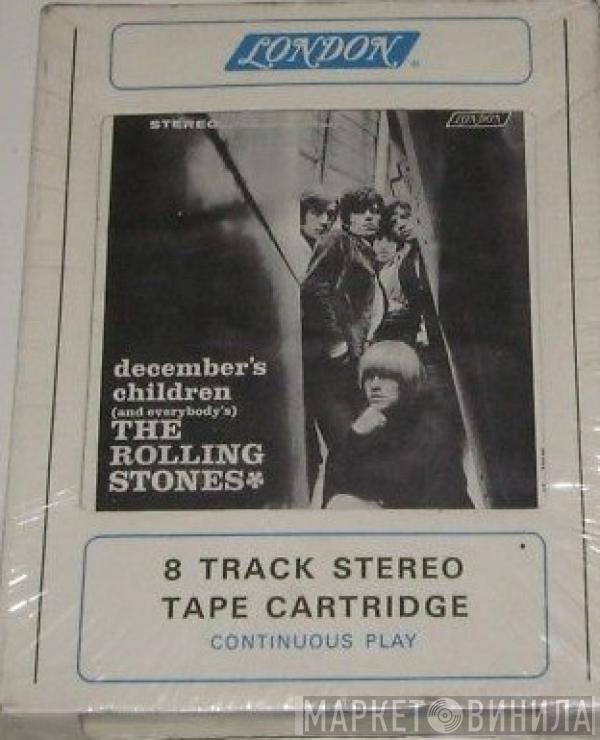 LONDON®
STEREO
LONDON
december's
children
(and everybody's)
THE
ROLLING
STONES
8 TRACK STEREO
TAPE CARTRIDGE
CONTINUOUS PLAY
МАРКЕТ ВИНИЛА